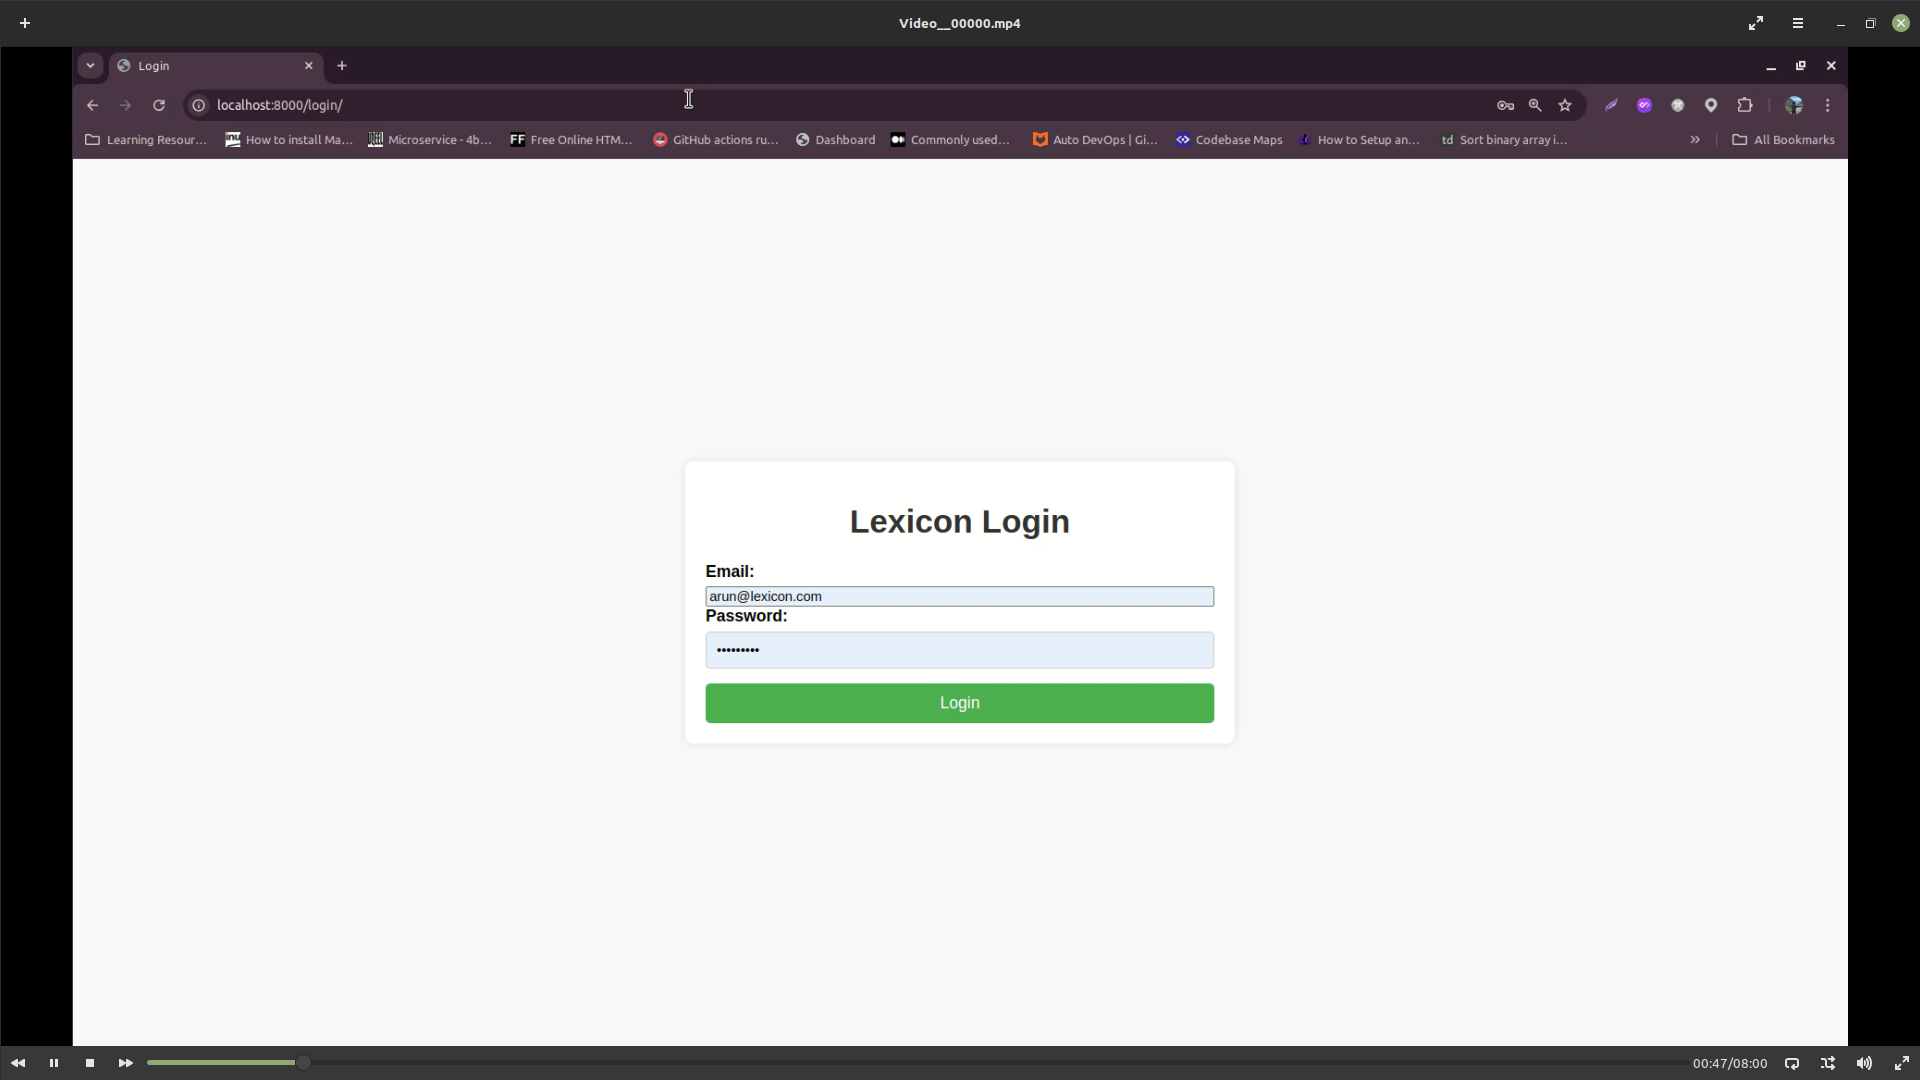 Video__00000.mp4
Login
localhost:8000/login/
Learning Resour... How to install Ma... Microservice - 4b... FF Free Online HTM... GitHub actions ru... Dashboard Commonly used... Auto DevOps | Gi... Codebase Maps How to Setup an... td Sort binary array i... » All Bookmarks
Lexicon Login
Email:
arun@lexicon.com
Password:
•••••••••
Login
00:47/08:00